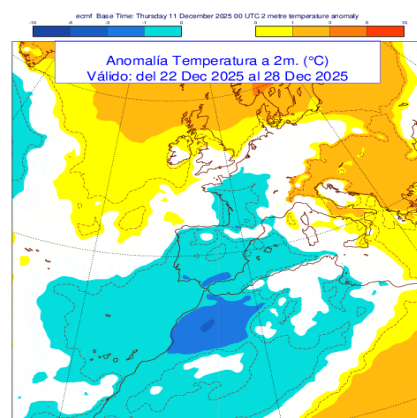 ecmf Base Time: Thursday 11 December 2025 00 UTC 2 metre temperature anomaly
Anomalía Temperatura a 2m. (°C)
Válido: del 22 Dec 2025 al 28 Dec 2025